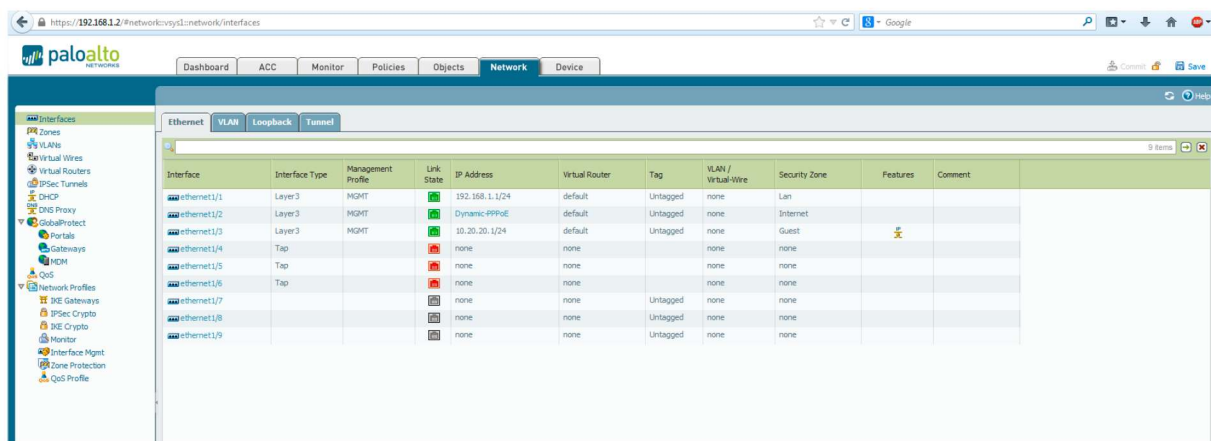 https://192.168.1.2/#network::vsys1::network/interfaces
Google
paloalto
NETWORKS
Dashboard ACC Monitor Policies Objects Network Device
Commit Save
Help
Interfaces
Zones
VLANs
Virtual Wires
Virtual Routers
IPSec Tunnels
DHCP
DNS Proxy
GlobalProtect
Portals
Gateways
MDM
QoS
Network Profiles
IKE Gateways
IPSec Crypto
IKE Crypto
Monitor
Interface Mgmt
Zone Protection
QoS Profile
Ethernet VLAN Loopback Tunnel
9 items
Interface Interface Type Management Profile Link State IP Address Virtual Router Tag VLAN / Virtual-Wire Security Zone Features Comment
ethernet1/1 Layer3 MGMT 192.168.1.1/24 default Untagged none Lan
ethernet1/2 Layer3 MGMT Dynamic-PPPoE default Untagged none Internet
ethernet1/3 Layer3 MGMT 10.20.20.1/24 default Untagged none Guest
ethernet1/4 Tap none none none none
ethernet1/5 Tap none none none none
ethernet1/6 Tap none none none none
ethernet1/7 none none Untagged none none
ethernet1/8 none none Untagged none none
ethernet1/9 none none Untagged none none